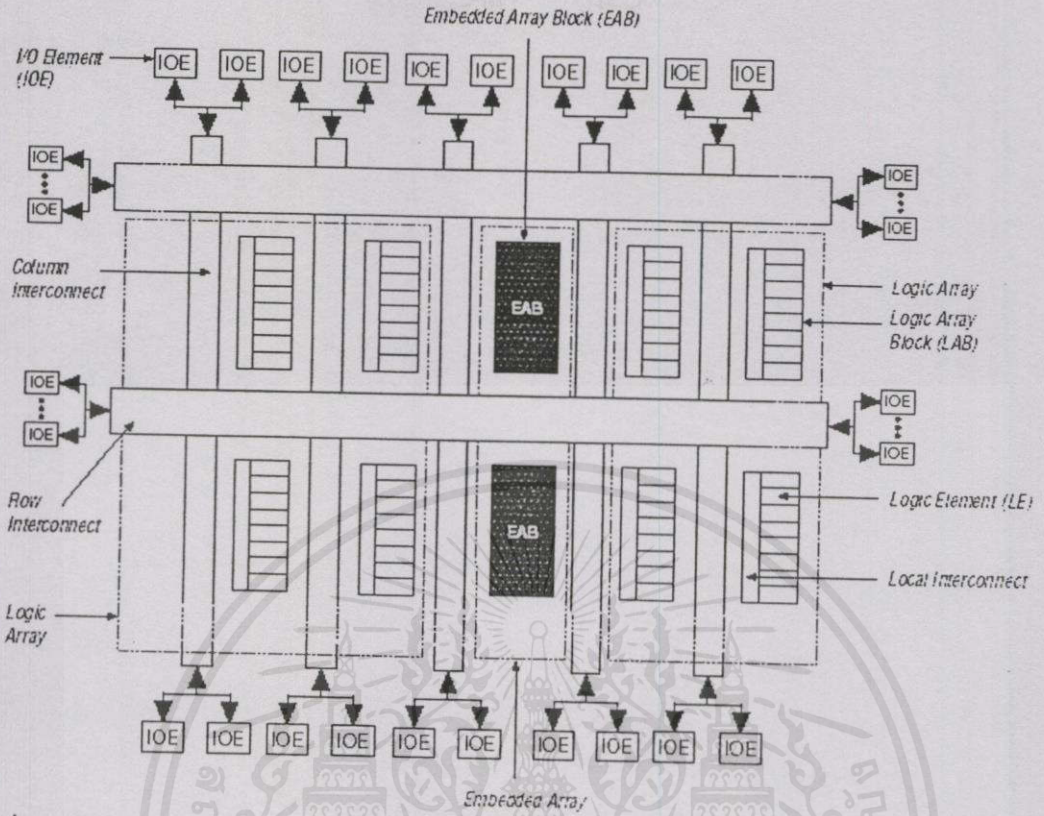 Embedded Array Block (EAB)
I/O Element
(IOE)
IOE IOE IOE IOE IOE IOE IOE IOE IOE IOE
IOE
IOE
IOE
IOE
Column
Interconnect
EAB
Logic Array
Logic Array
Block (LAB)
IOE
IOE
IOE
IOE
Row
Interconnect
EAB
Logic Element (LE)
Local Interconnect
Logic
Array
IOE IOE IOE IOE IOE IOE IOE IOE IOE IOE
Embedded Array